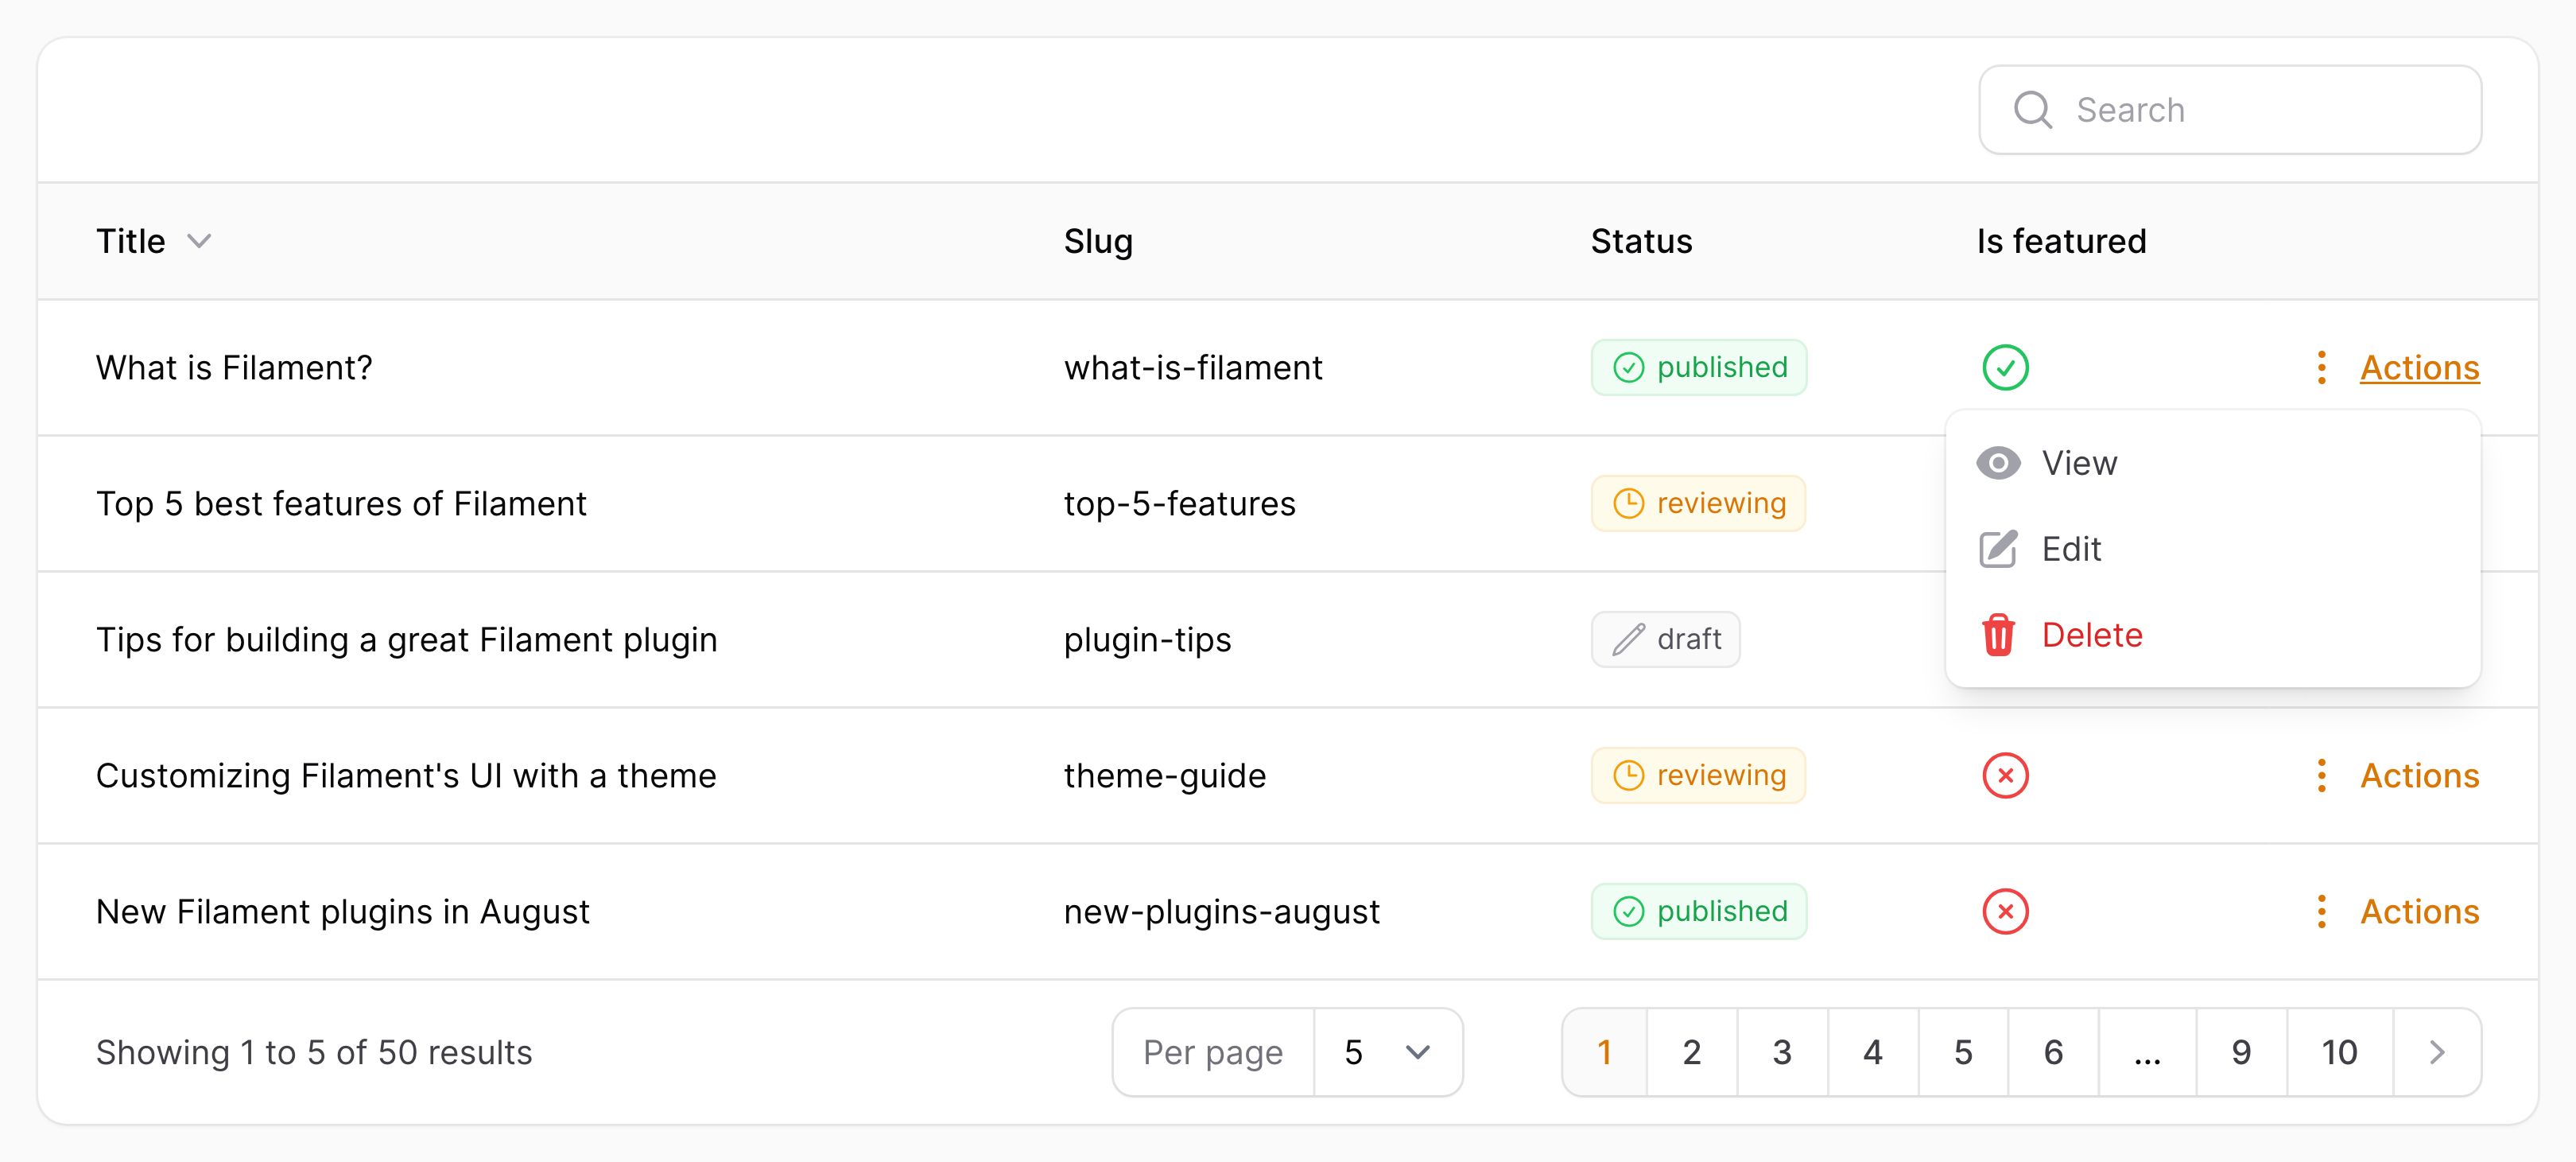 Search
Title Slug Status Is featured
What is Filament? what-is-filament published Actions
View
Top 5 best features of Filament top-5-features reviewing
Edit
Tips for building a great Filament plugin plugin-tips draft
Delete
Customizing Filament's UI with a theme theme-guide reviewing Actions
New Filament plugins in August new-plugins-august published Actions
Showing 1 to 5 of 50 results Per page 5 1 2 3 4 5 6 ... 9 10